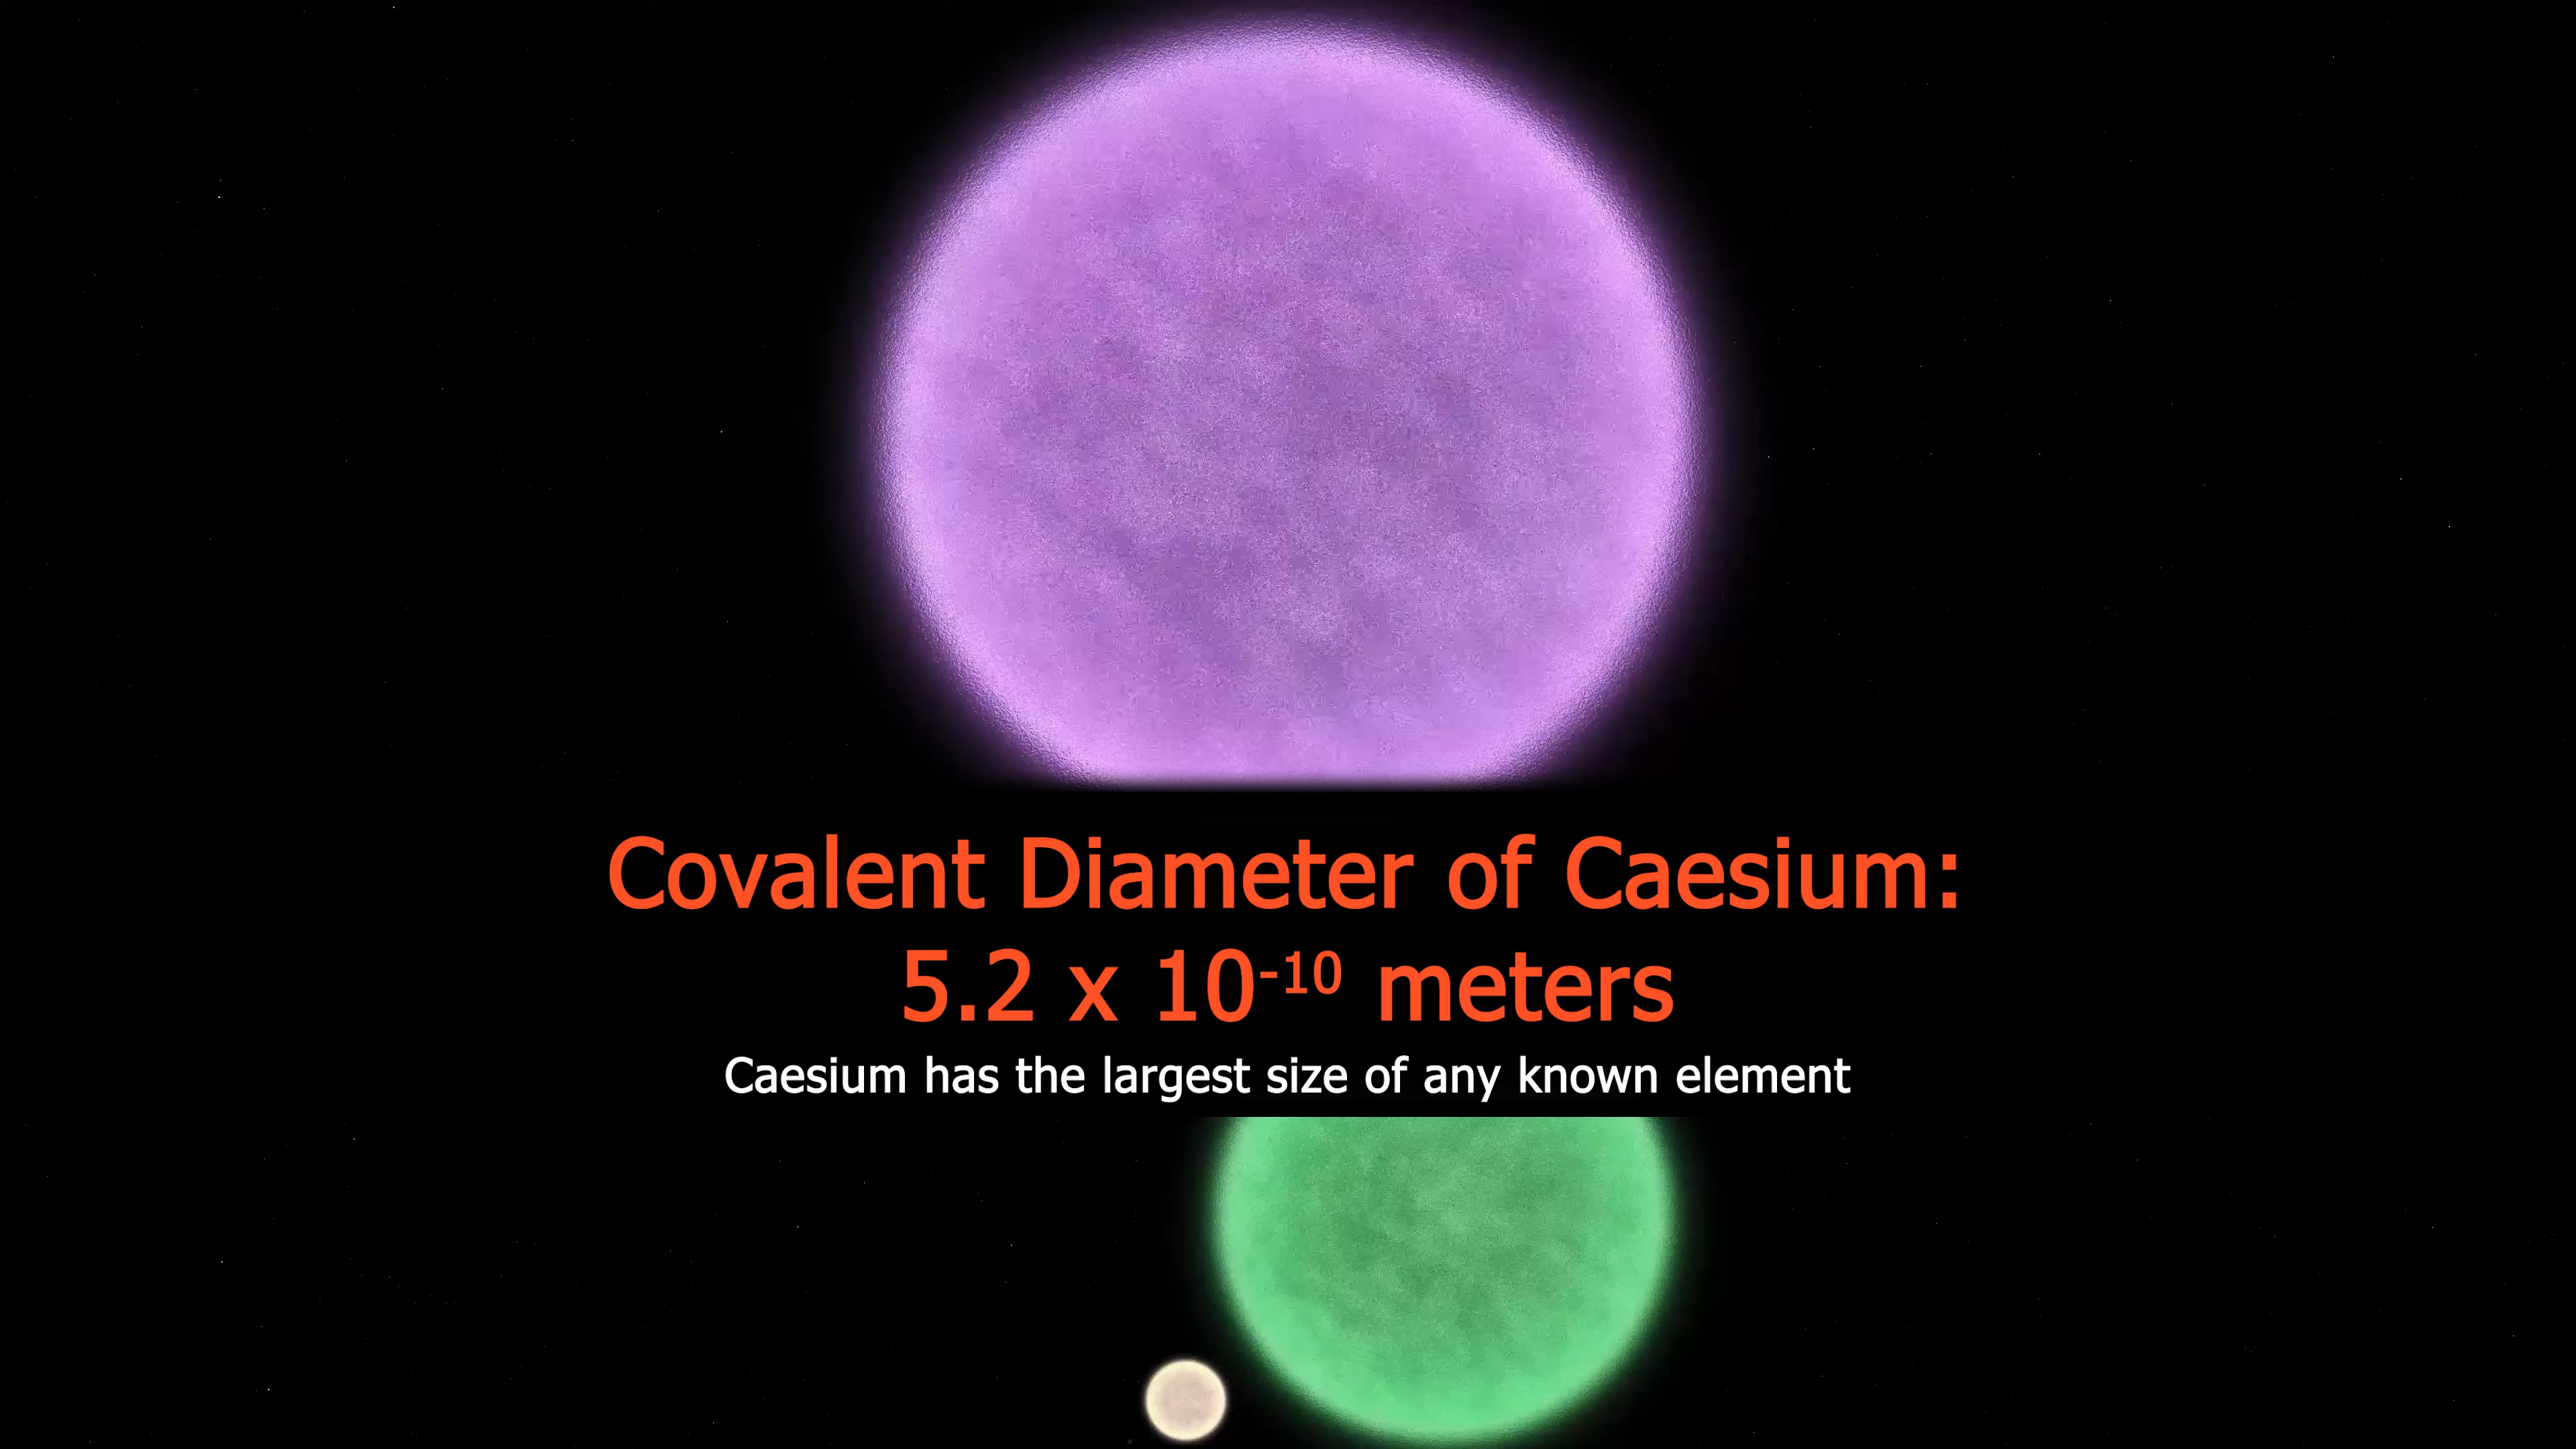 Covalent Diameter of Caesium:
5.2 x 10⁻¹⁰ meters
Caesium has the largest size of any known element